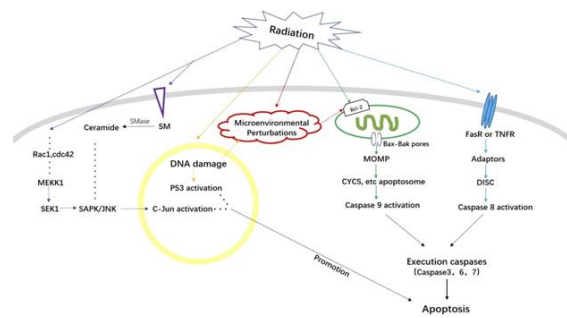 Radiation
SMase
Ceramide
SM
Microenvironmental
Perturbations
Bcl-2
Bax-Bak pores
FasR or TNFR
Rac1,cdc42
DNA damage
MOMP
Adaptors
MEKK1
P53 activation
CYCS, etc apoptosome
DISC
SEK1
SAPK/JNK
C-Jun activation
Caspase 9 activation
Caspase 8 activation
Promotion
Execution caspases
(Caspase3, 6, 7)
Apoptosis